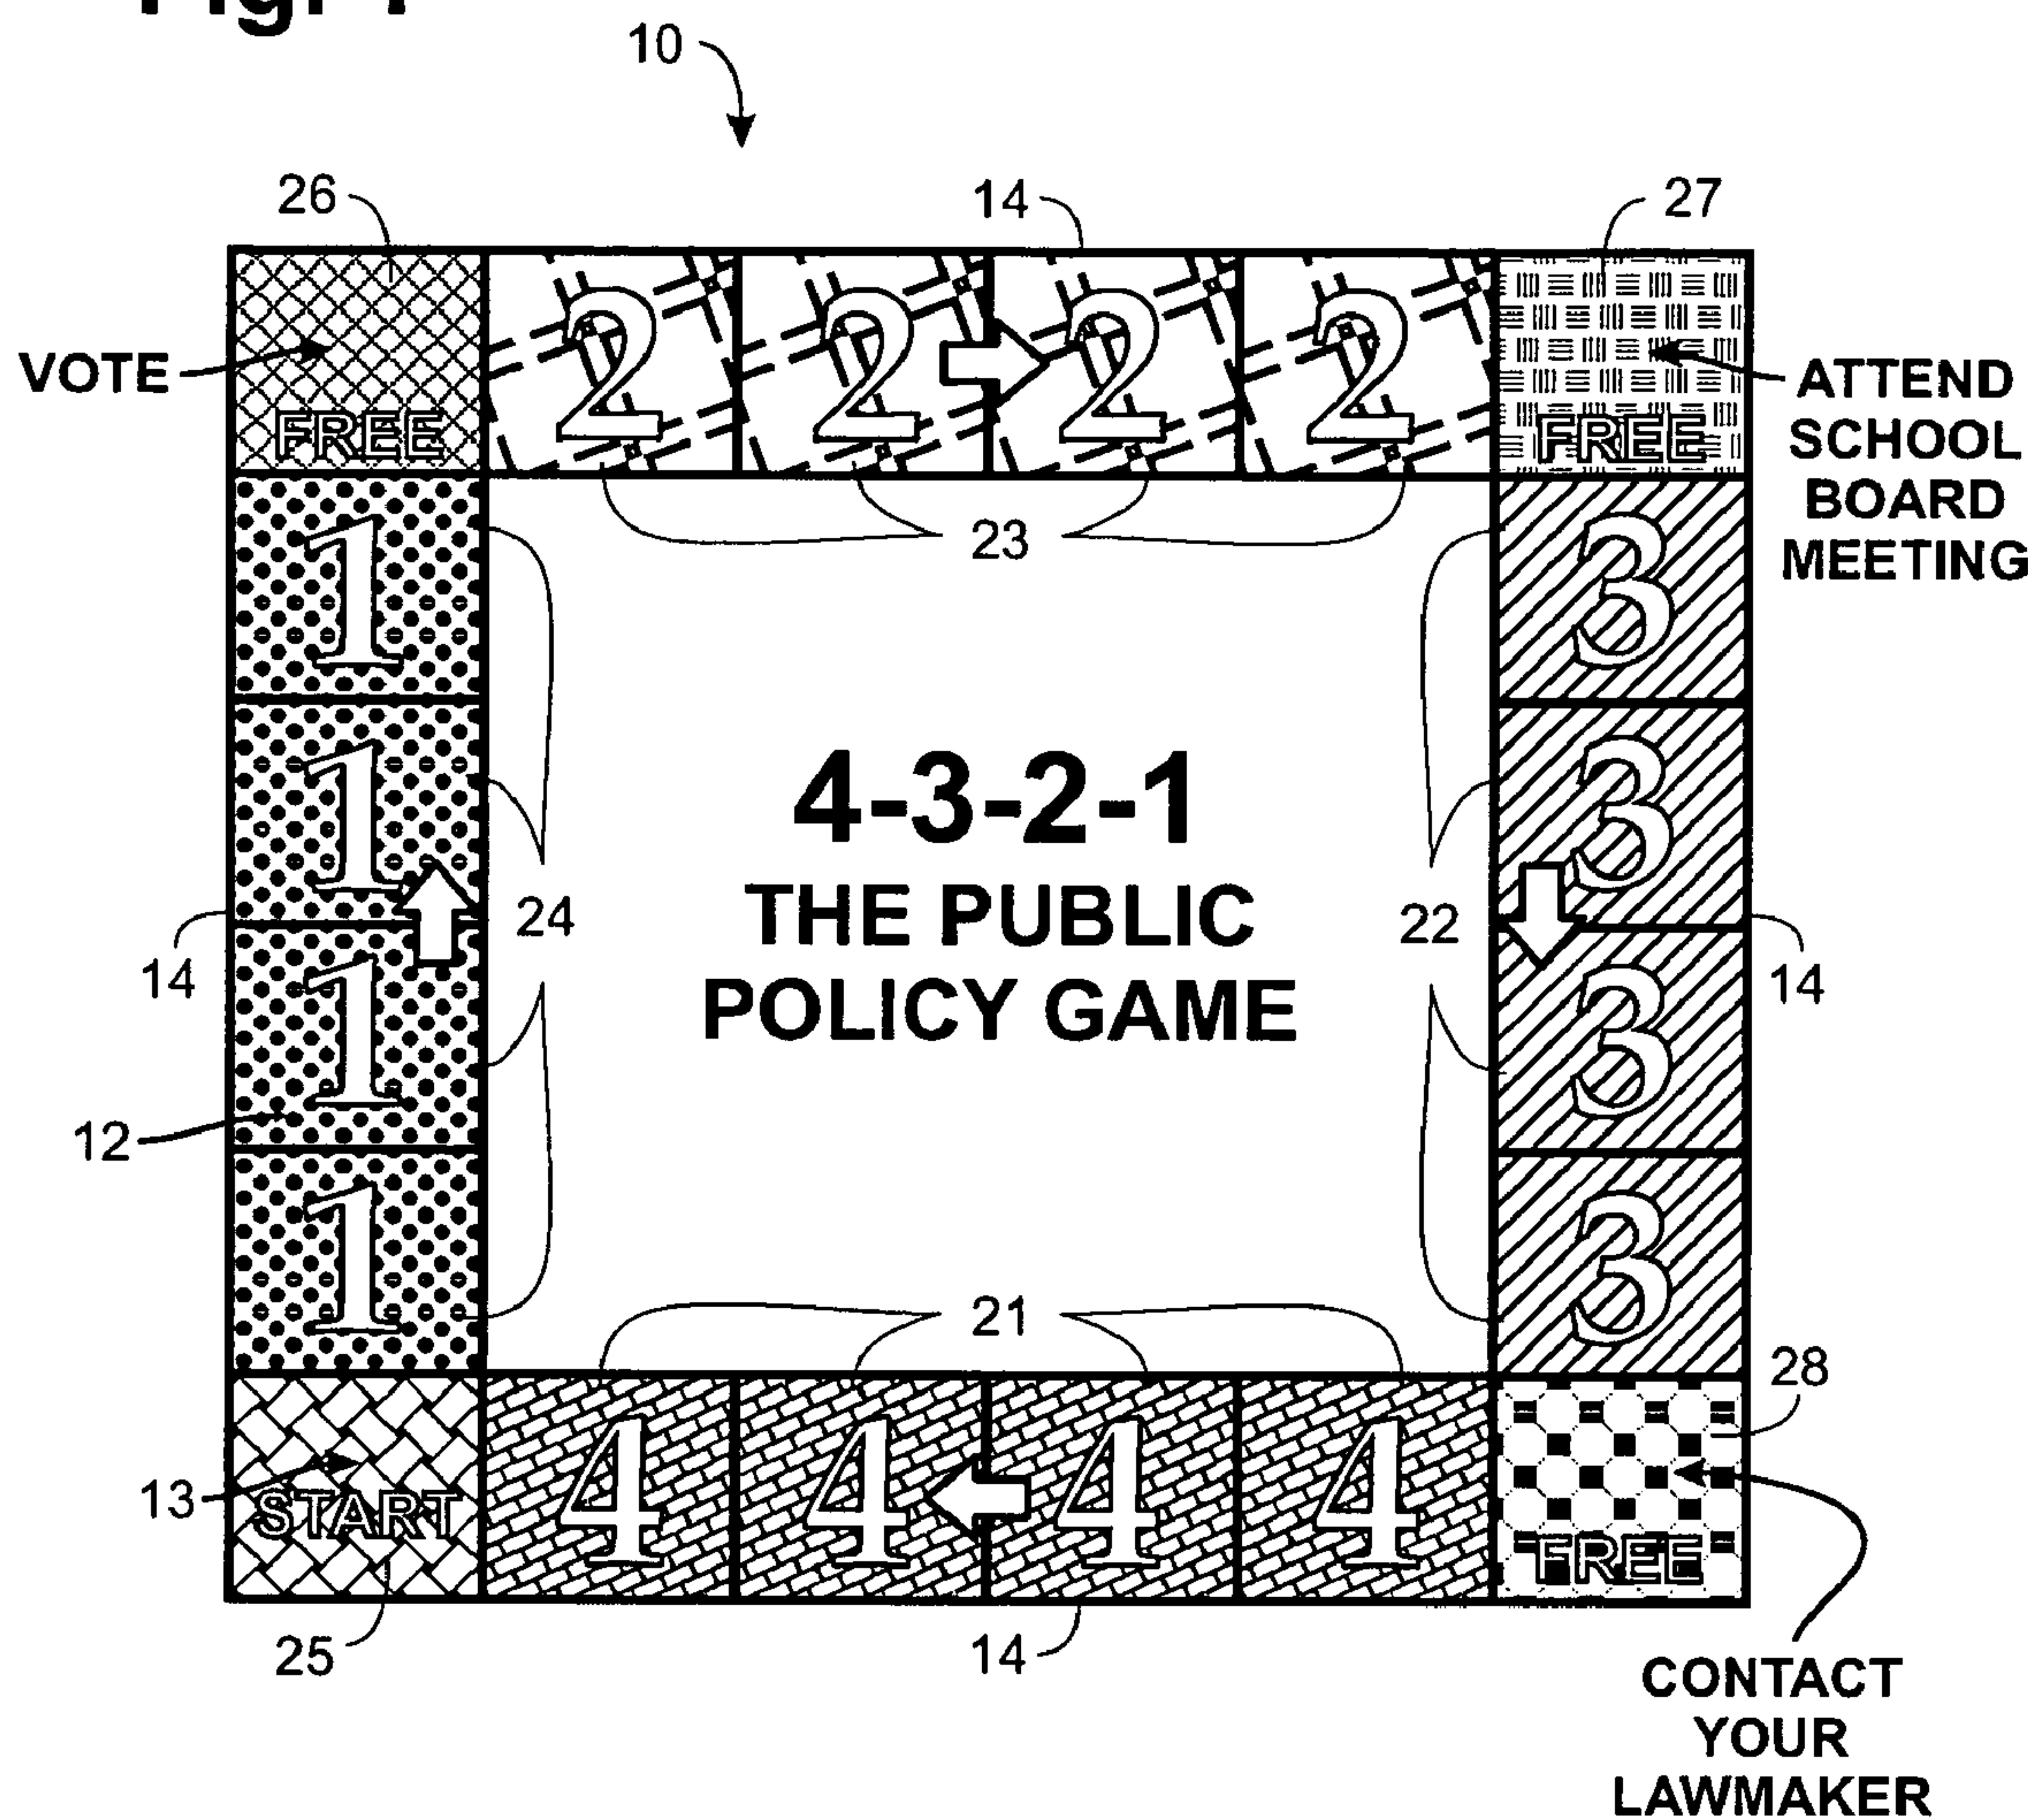 Fig. 1
10
26
14
27
VOTE
FREE
2
2
2
2
FREE
ATTEND
SCHOOL
BOARD
MEETING
23
1
1
1
1
24
14
12
4-3-2-1
THE PUBLIC
POLICY GAME
22
3
3
3
3
14
21
28
13
START
4
4
4
4
FREE
25
14
CONTACT
YOUR
LAWMAKER